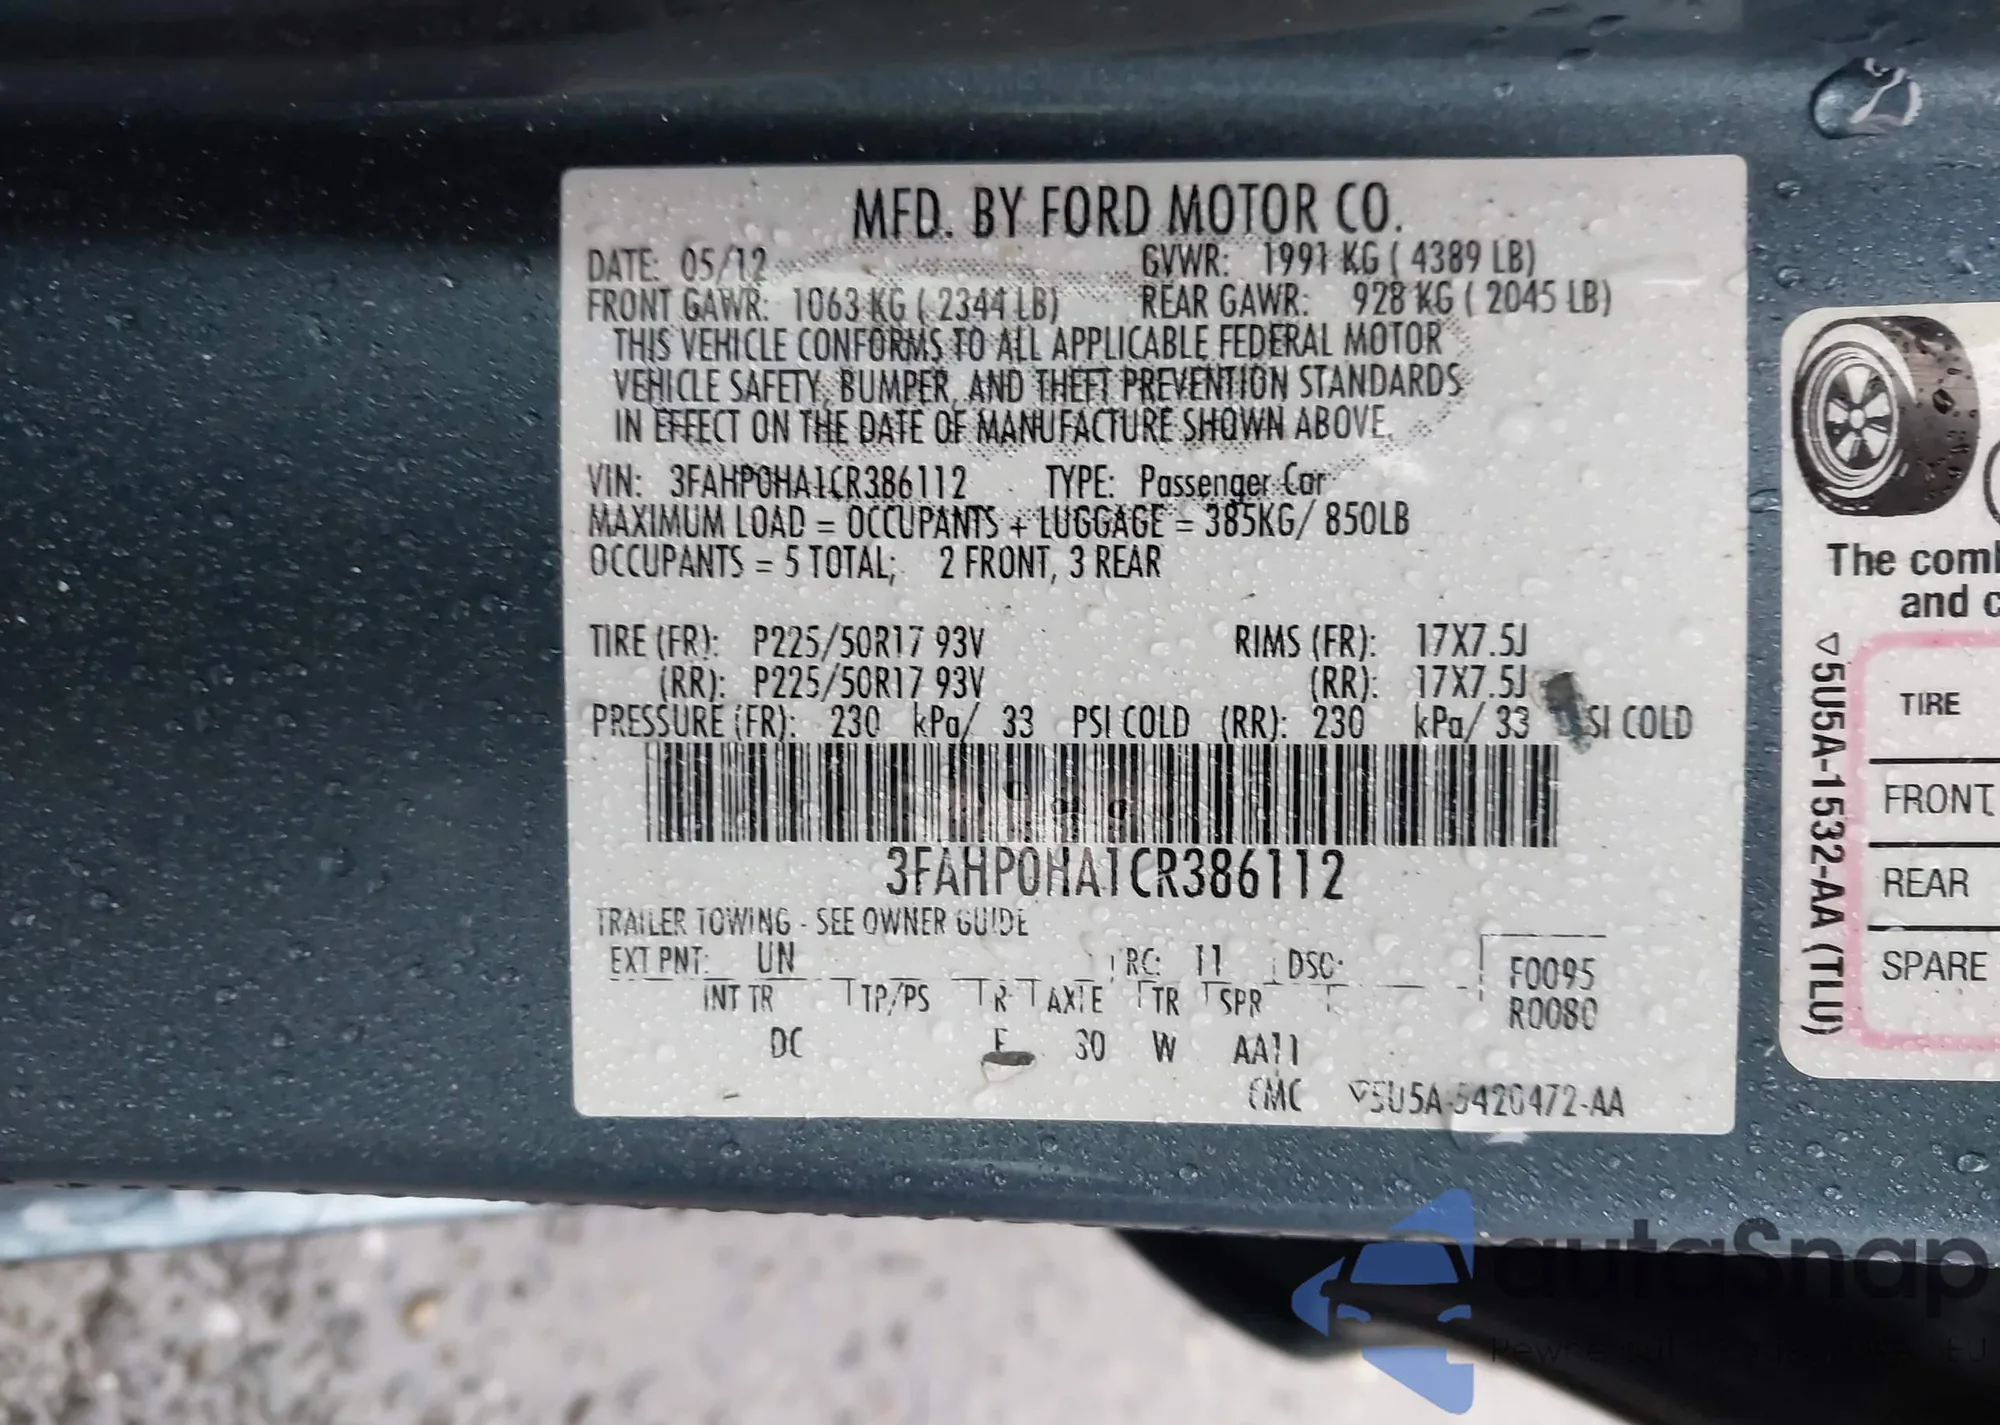 MFD. BY FORD MOTOR CO.
DATE: 05/12 GVWR: 1991 KG ( 4389 LB)
FRONT GAWR: 1063 KG ( 2344 LB) REAR GAWR: 928 KG ( 2045 LB)
THIS VEHICLE CONFORMS TO ALL APPLICABLE FEDERAL MOTOR
VEHICLE SAFETY, BUMPER, AND THEFT PREVENTION STANDARDS
IN EFFECT ON THE DATE OF MANUFACTURE SHOWN ABOVE.
VIN: 3FAHP0HA1CR386112 TYPE: Passenger Car
MAXIMUM LOAD = OCCUPANTS + LUGGAGE = 385KG/ 850LB
OCCUPANTS = 5 TOTAL; 2 FRONT, 3 REAR
TIRE (FR): P225/50R17 93V RIMS (FR): 17X7.5J
(RR): P225/50R17 93V (RR): 17X7.5J
PRESSURE (FR): 230 kPa/ 33 PSI COLD (RR): 230 kPa/ 33 SI COLD
3FAHP0HA1CR386112
TRAILER TOWING - SEE OWNER GUIDE
EXT PNT: UN RC: 11 DSO:
INT TR TP/PS R AXLE TR SPR
DC 30 W AA11
F0095
R0080
CMC 5U5A-5420472-AA
The com
and c
5U5A-1532-AA (TLU)
TIRE
FRONT
REAR
SPARE
autaSnap
EU